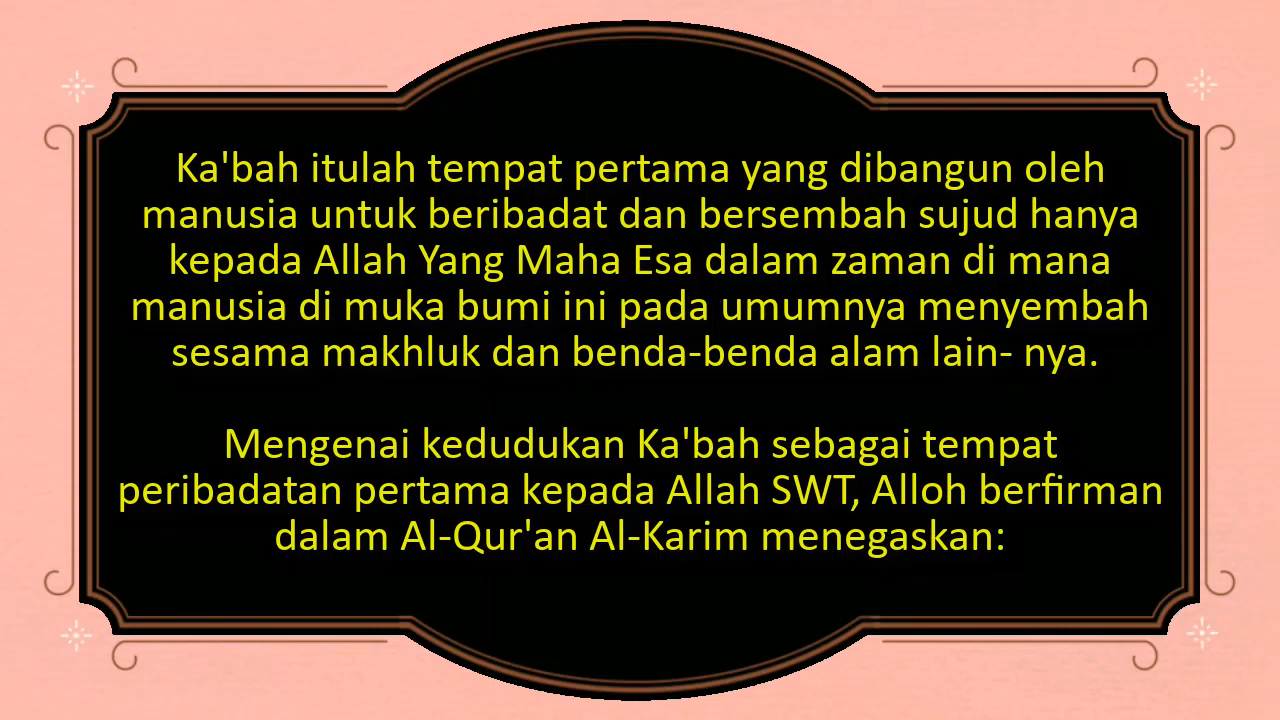 Ka'bah itulah tempat pertama yang dibangun oleh
manusia untuk beribadat dan bersembah sujud hanya
kepada Allah Yang Maha Esa dalam zaman di mana
manusia di muka bumi ini pada umumnya menyembah
sesama makhluk dan benda-benda alam lain- nya.
Mengenai kedudukan Ka'bah sebagai tempat
peribadatan pertama kepada Allah SWT, Alloh berfirman
dalam Al-Qur'an Al-Karim menegaskan: